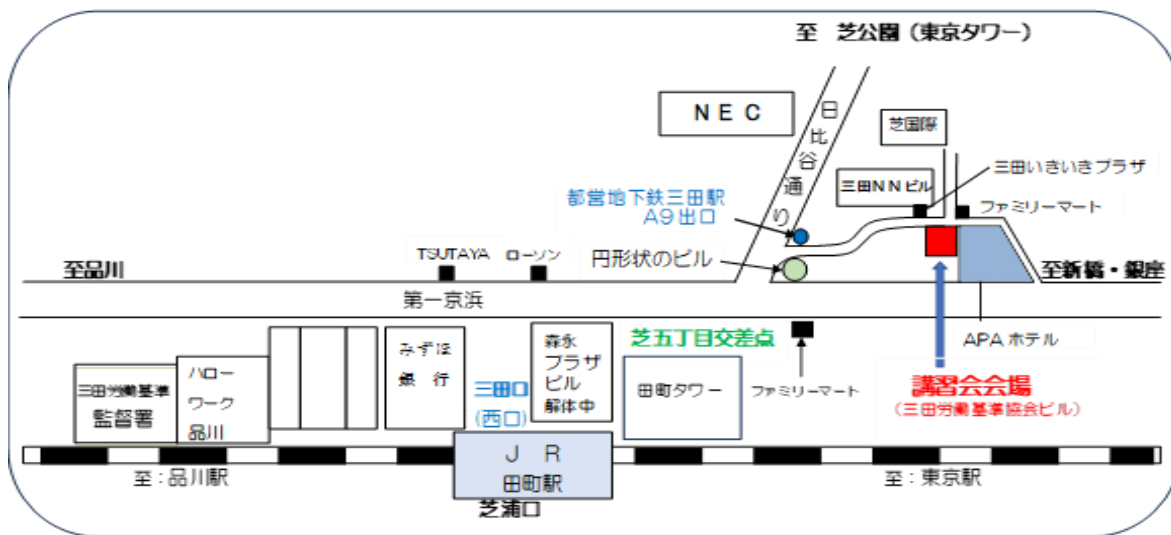 至 芝公園（東京タワー）
ＮＥＣ
日比谷通り
芝国際
三田いきいきプラザ
三田ＮＮビル
ファミリーマート
都営地下鉄三田駅
A9出口
TSUTAYA
ローソン
円形状のビル
至品川
至新橋・銀座
第一京浜
芝五丁目交差点
APAホテル
みずほ
銀 行
森永
プラザ
ビル
解体中
ハロー
ワーク
品川
三田労働基準
監督署
三田口
(西口)
田町タワー
ファミリーマート
講習会会場
（三田労働基準協会ビル）
Ｊ Ｒ
田町駅
至：品川駅
至：東京駅
芝浦口